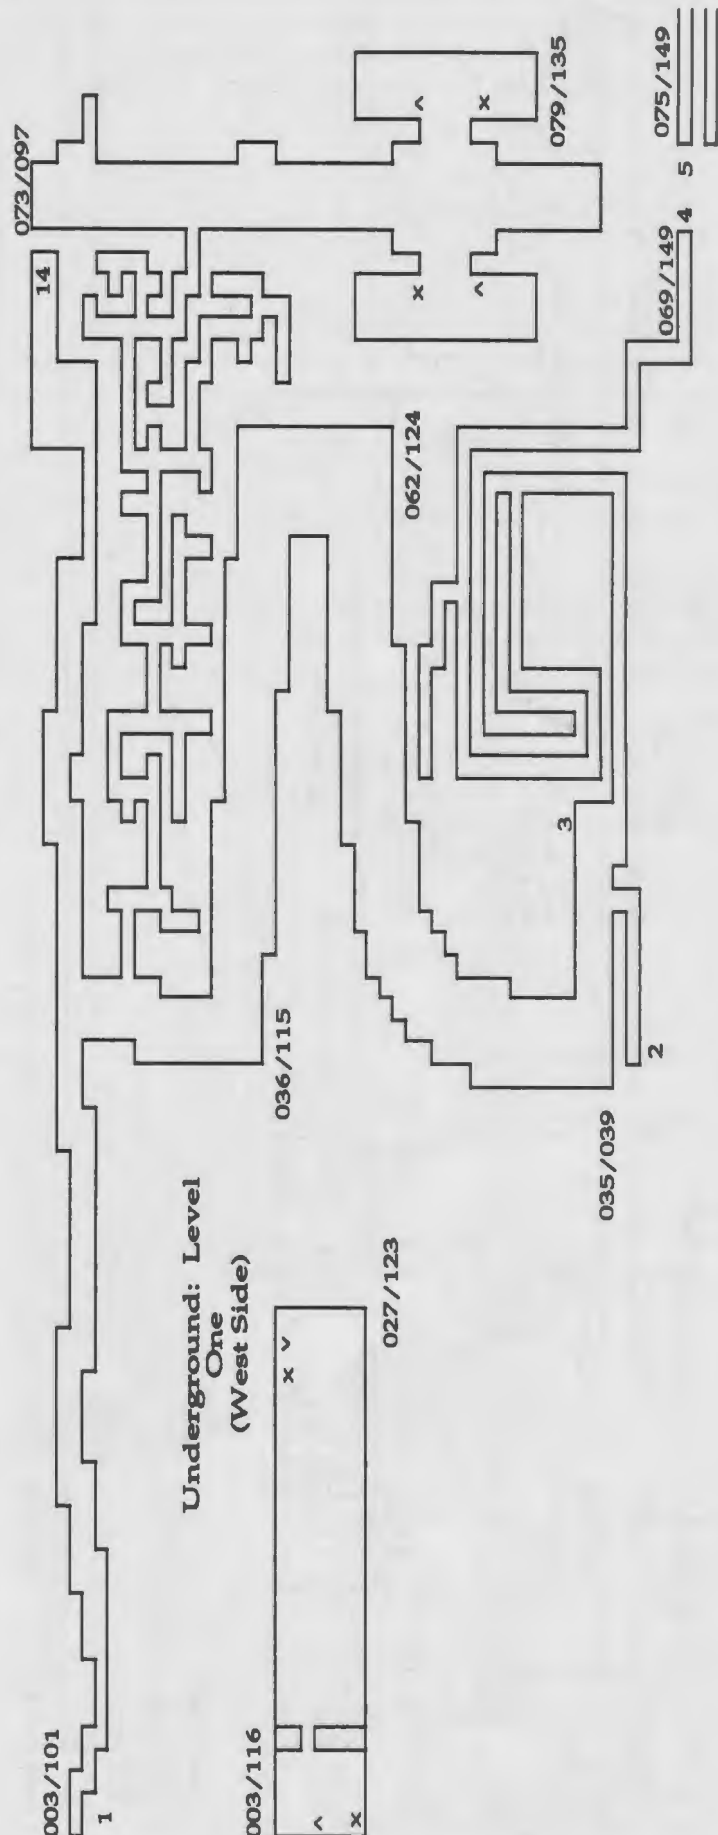 003/101
1
14
073/097
Underground: Level
One
(West Side)
036/115
062/124
x
^
^
x
079/135
003/116
^
x
x v
027/123
3
035/039
2
069/149
4
5
075/149